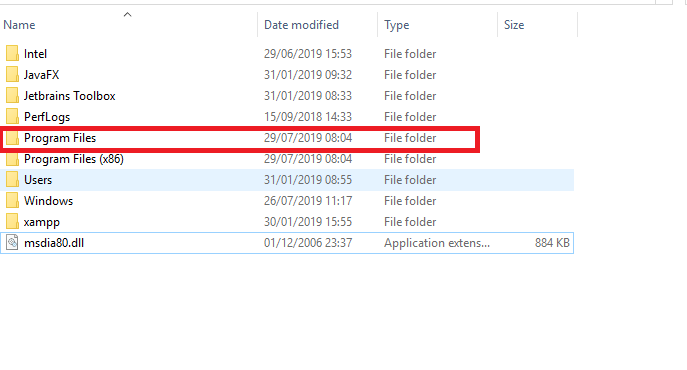 Name Date modified Type Size
Intel 29/06/2019 15:53 File folder
JavaFX 31/01/2019 09:32 File folder
Jetbrains Toolbox 31/01/2019 08:33 File folder
PerfLogs 15/09/2018 14:33 File folder
Program Files 29/07/2019 08:04 File folder
Program Files (x86) 29/07/2019 08:04 File folder
Users 31/01/2019 08:55 File folder
Windows 26/07/2019 11:17 File folder
xampp 30/01/2019 15:55 File folder
msdia80.dll 01/12/2006 23:37 Application extens... 884 KB